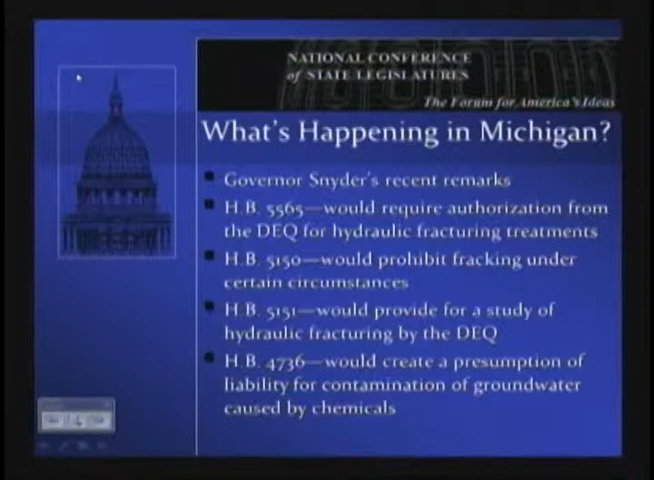 NATIONAL CONFERENCE
of STATE LEGISLATURES
The Forum for America's Ideas
What's Happening in Michigan?
Governor Snyder's recent remarks
H.B. 5565—would require authorization from
the DEQ for hydraulic fracturing treatments
H.B. 5150—would prohibit fracking under
certain circumstances
H.B. 5151—would provide for a study of
hydraulic fracturing by the DEQ
H.B. 4736—would create a presumption of
liability for contamination of groundwater
caused by chemicals